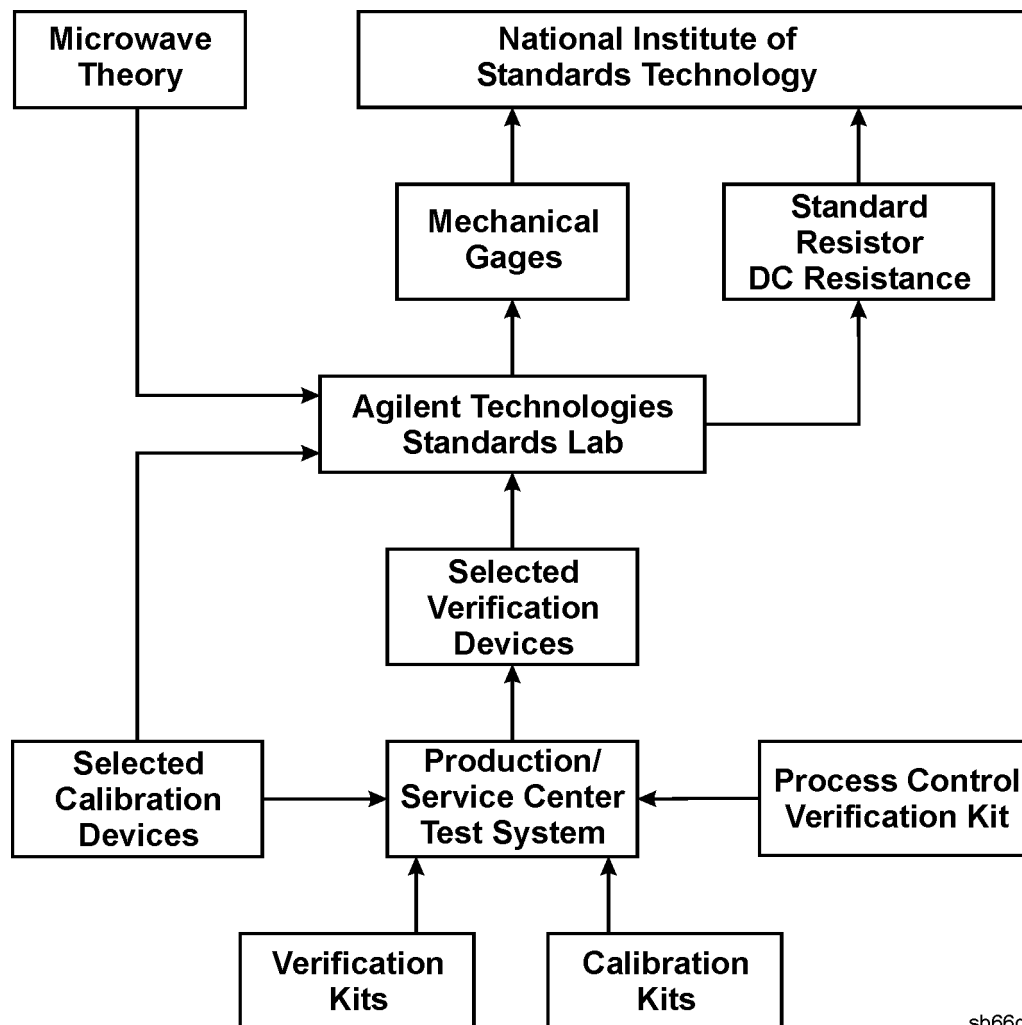 Microwave
Theory
National Institute of
Standards Technology
Mechanical
Gages
Standard
Resistor
DC Resistance
Agilent Technologies
Standards Lab
Selected
Verification
Devices
Selected
Calibration
Devices
Production/
Service Center
Test System
Process Control
Verification Kit
Verification
Kits
Calibration
Kits